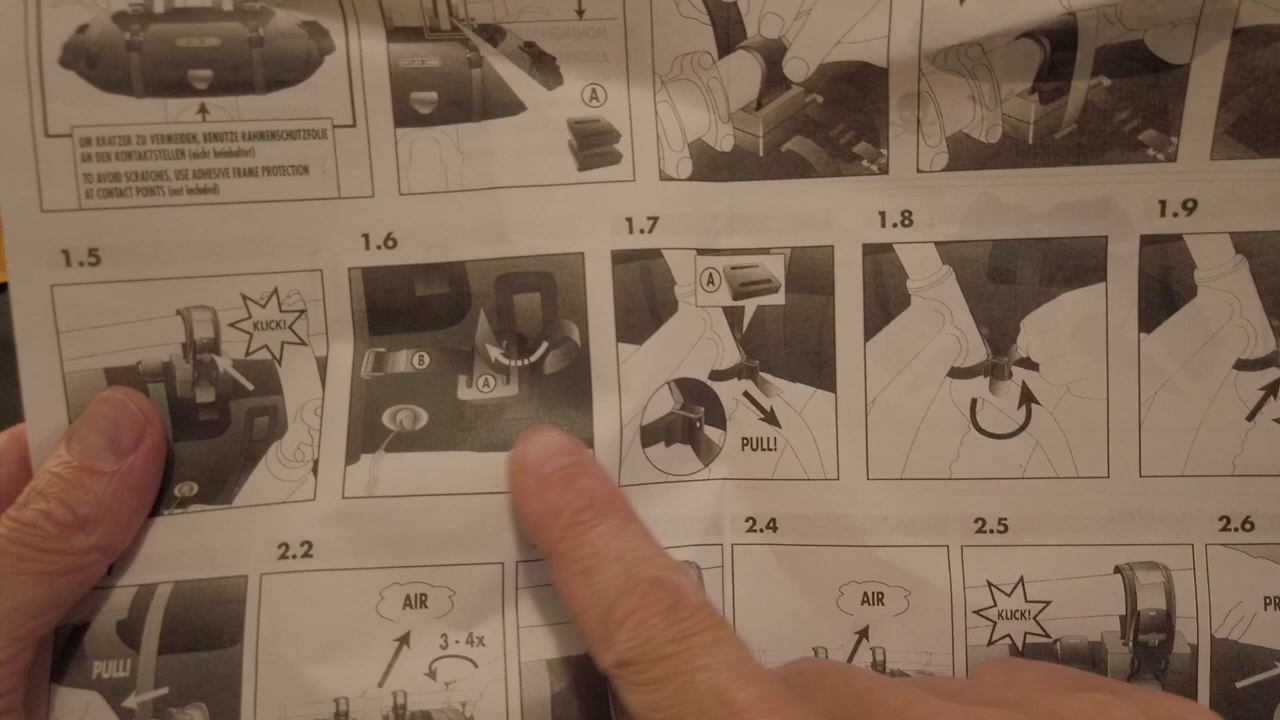 UM KRATZER ZU VERMEIDEN, BENUTZE RAHMENSCHUTZFOLIE
AN DEN KONTAKTSTELLEN (nicht beinhaltet)
TO AVOID SCRATCHES, USE ADHESIVE FRAME PROTECTION
AT CONTACT POINTS (not included)
A
1.5
KLICK!
1.6
B
A
1.7
A
PULL!
1.8
1.9
PULL!
2.2
AIR
3 - 4x
2.4
AIR
2.5
KLICK!
2.6
PR